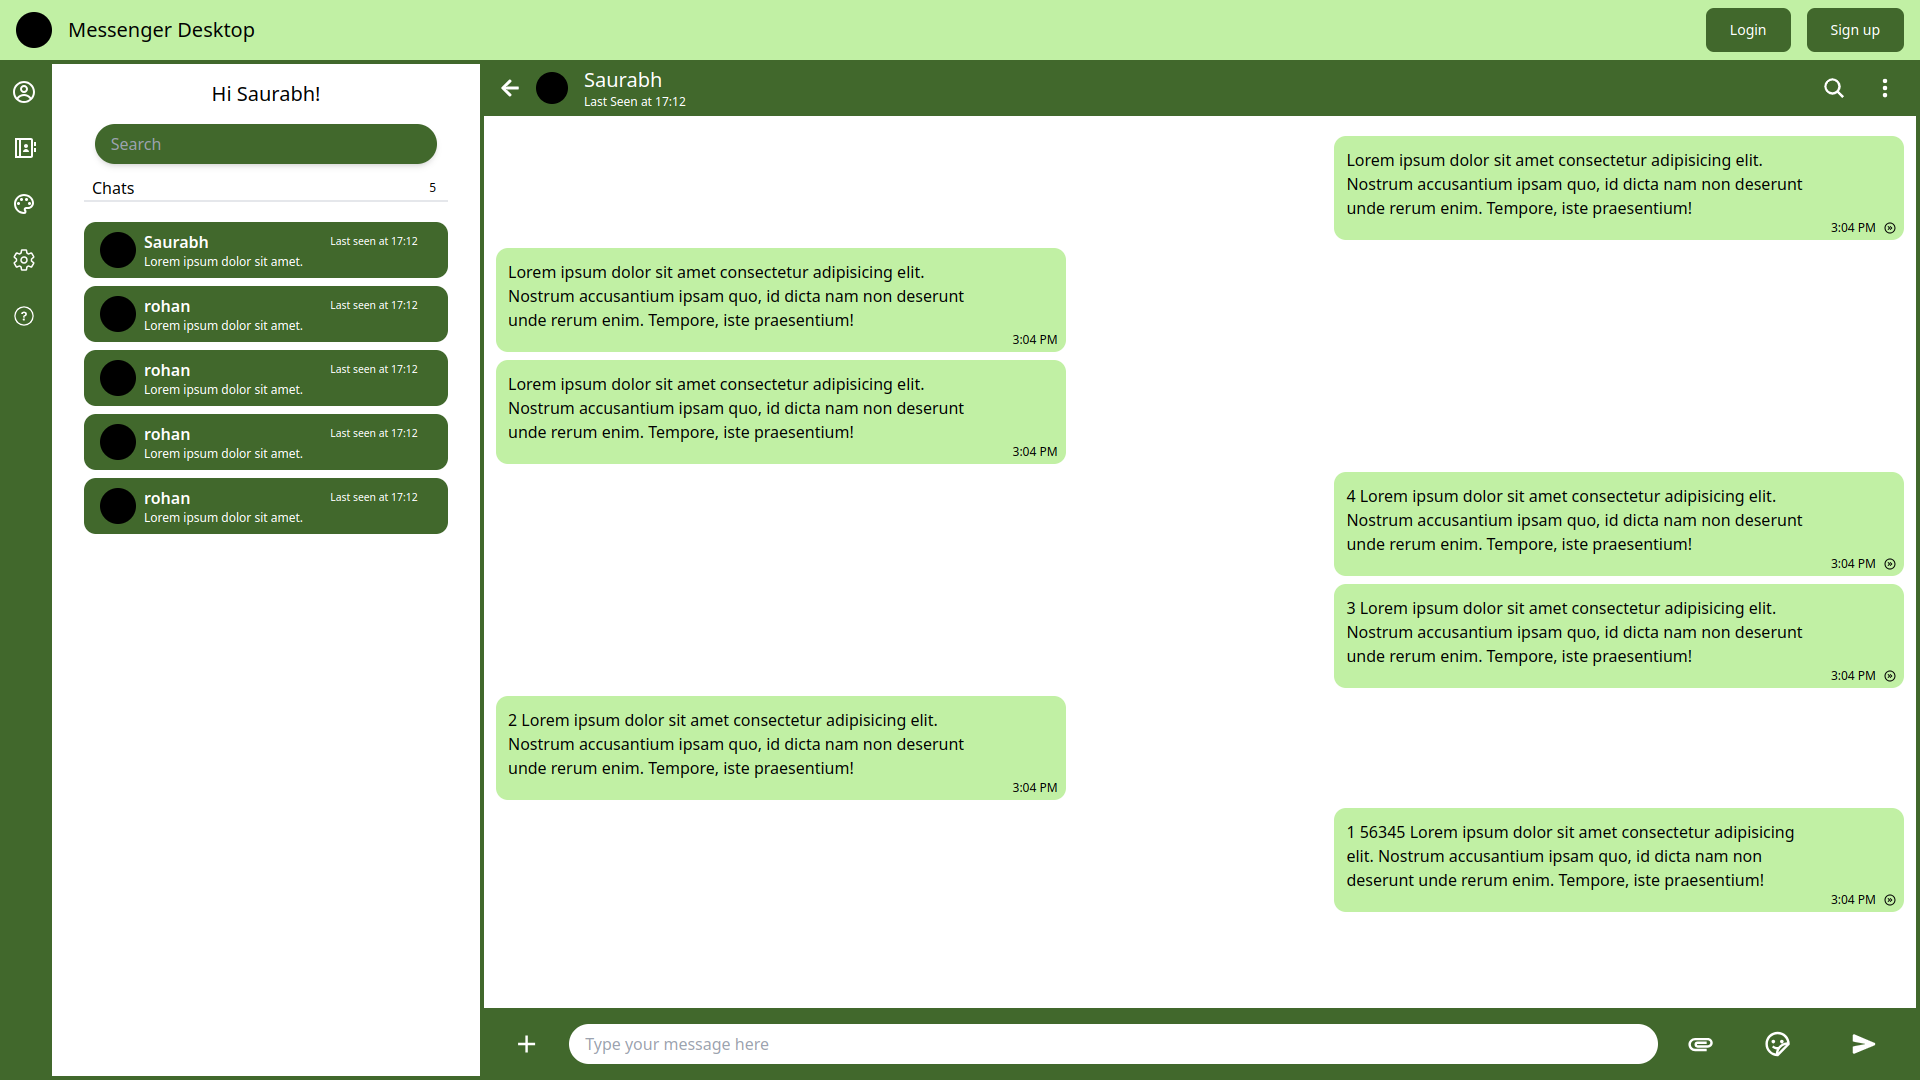 Messenger Desktop
Login
Sign up
Hi Saurabh!
Search
Chats
5
Saurabh
Last seen at 17:12
Lorem ipsum dolor sit amet.
rohan
Last seen at 17:12
Lorem ipsum dolor sit amet.
rohan
Last seen at 17:12
Lorem ipsum dolor sit amet.
rohan
Last seen at 17:12
Lorem ipsum dolor sit amet.
rohan
Last seen at 17:12
Lorem ipsum dolor sit amet.
Saurabh
Last Seen at 17:12
Lorem ipsum dolor sit amet consectetur adipisicing elit.
Nostrum accusantium ipsam quo, id dicta nam non deserunt
unde rerum enim. Tempore, iste praesentium!
3:04 PM
Lorem ipsum dolor sit amet consectetur adipisicing elit.
Nostrum accusantium ipsam quo, id dicta nam non deserunt
unde rerum enim. Tempore, iste praesentium!
3:04 PM
Lorem ipsum dolor sit amet consectetur adipisicing elit.
Nostrum accusantium ipsam quo, id dicta nam non deserunt
unde rerum enim. Tempore, iste praesentium!
3:04 PM
4 Lorem ipsum dolor sit amet consectetur adipisicing elit.
Nostrum accusantium ipsam quo, id dicta nam non deserunt
unde rerum enim. Tempore, iste praesentium!
3:04 PM
3 Lorem ipsum dolor sit amet consectetur adipisicing elit.
Nostrum accusantium ipsam quo, id dicta nam non deserunt
unde rerum enim. Tempore, iste praesentium!
3:04 PM
2 Lorem ipsum dolor sit amet consectetur adipisicing elit.
Nostrum accusantium ipsam quo, id dicta nam non deserunt
unde rerum enim. Tempore, iste praesentium!
3:04 PM
1 56345 Lorem ipsum dolor sit amet consectetur adipisicing
elit. Nostrum accusantium ipsam quo, id dicta nam non
deserunt unde rerum enim. Tempore, iste praesentium!
3:04 PM
Type your message here